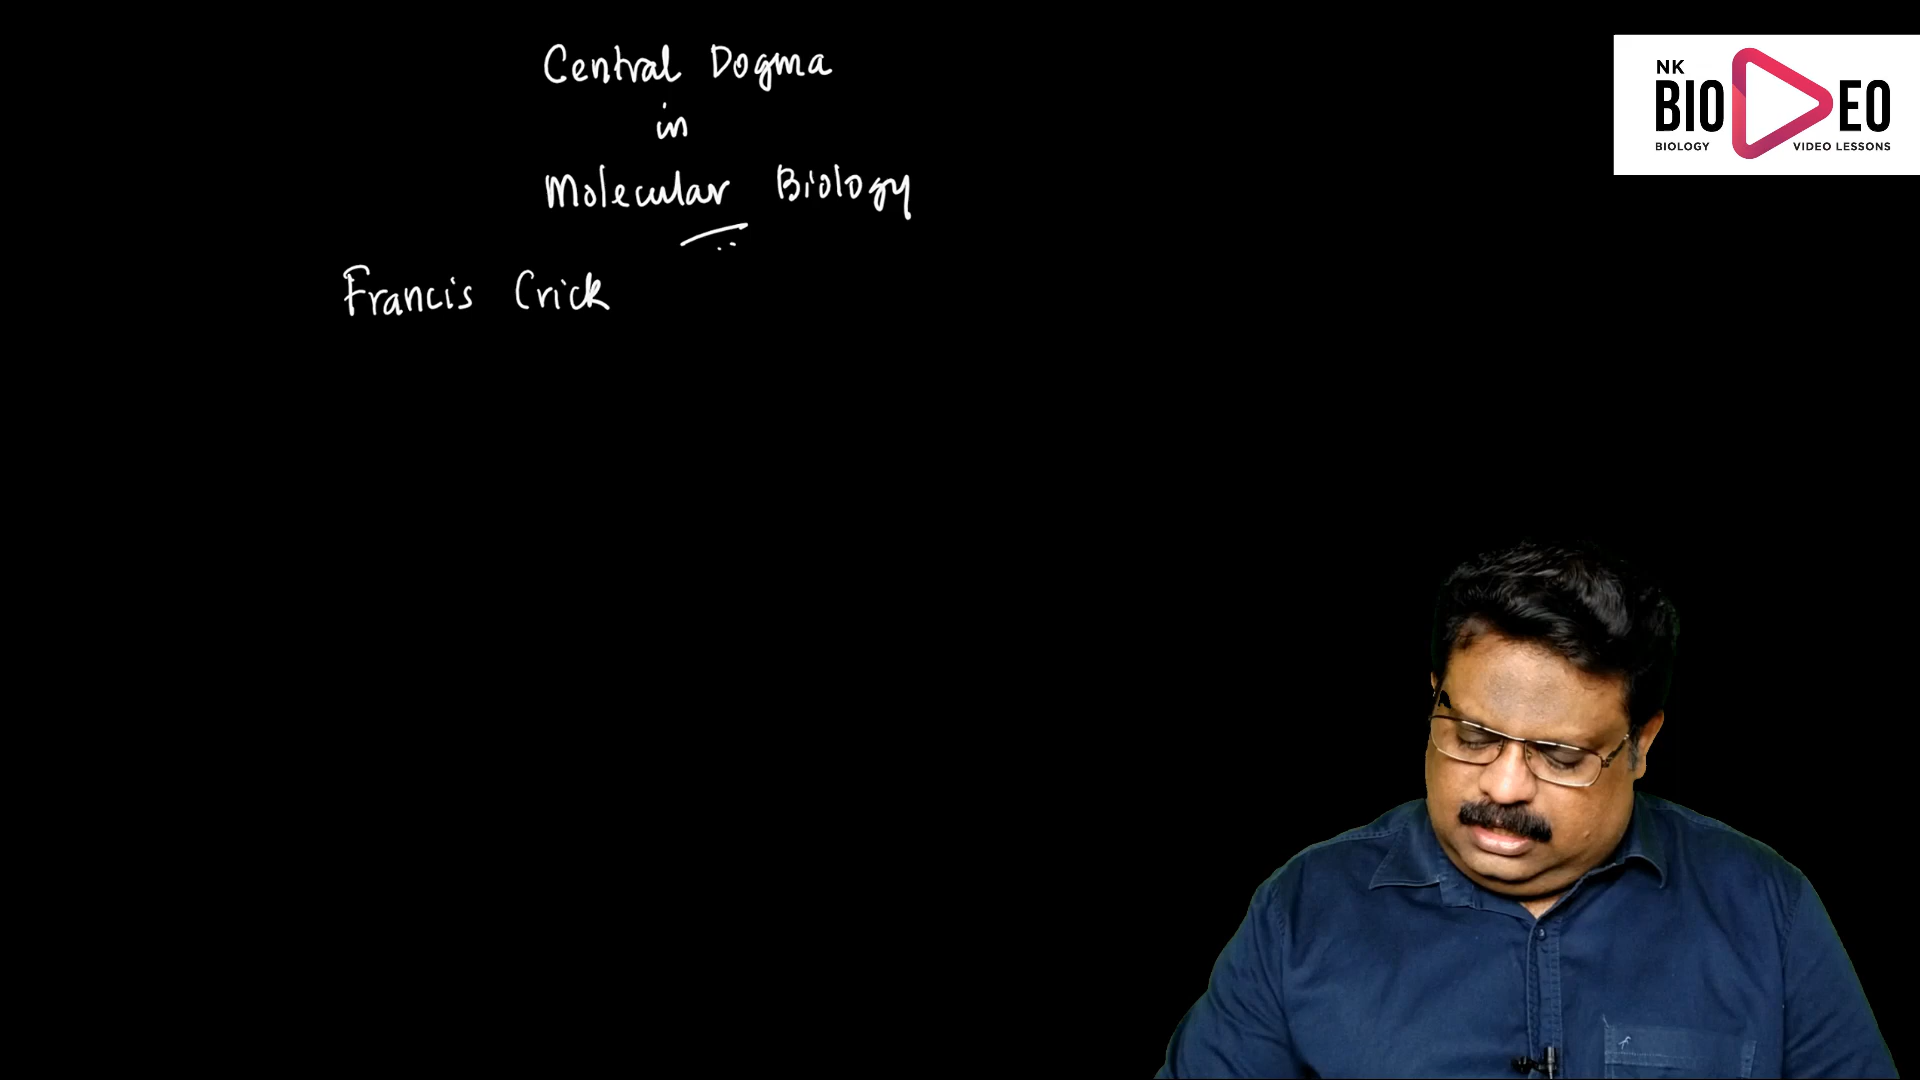 Central Dogma
in
Molecular Biology
Francis Crick
NK
BIO EO
BIOLOGY VIDEO LESSONS